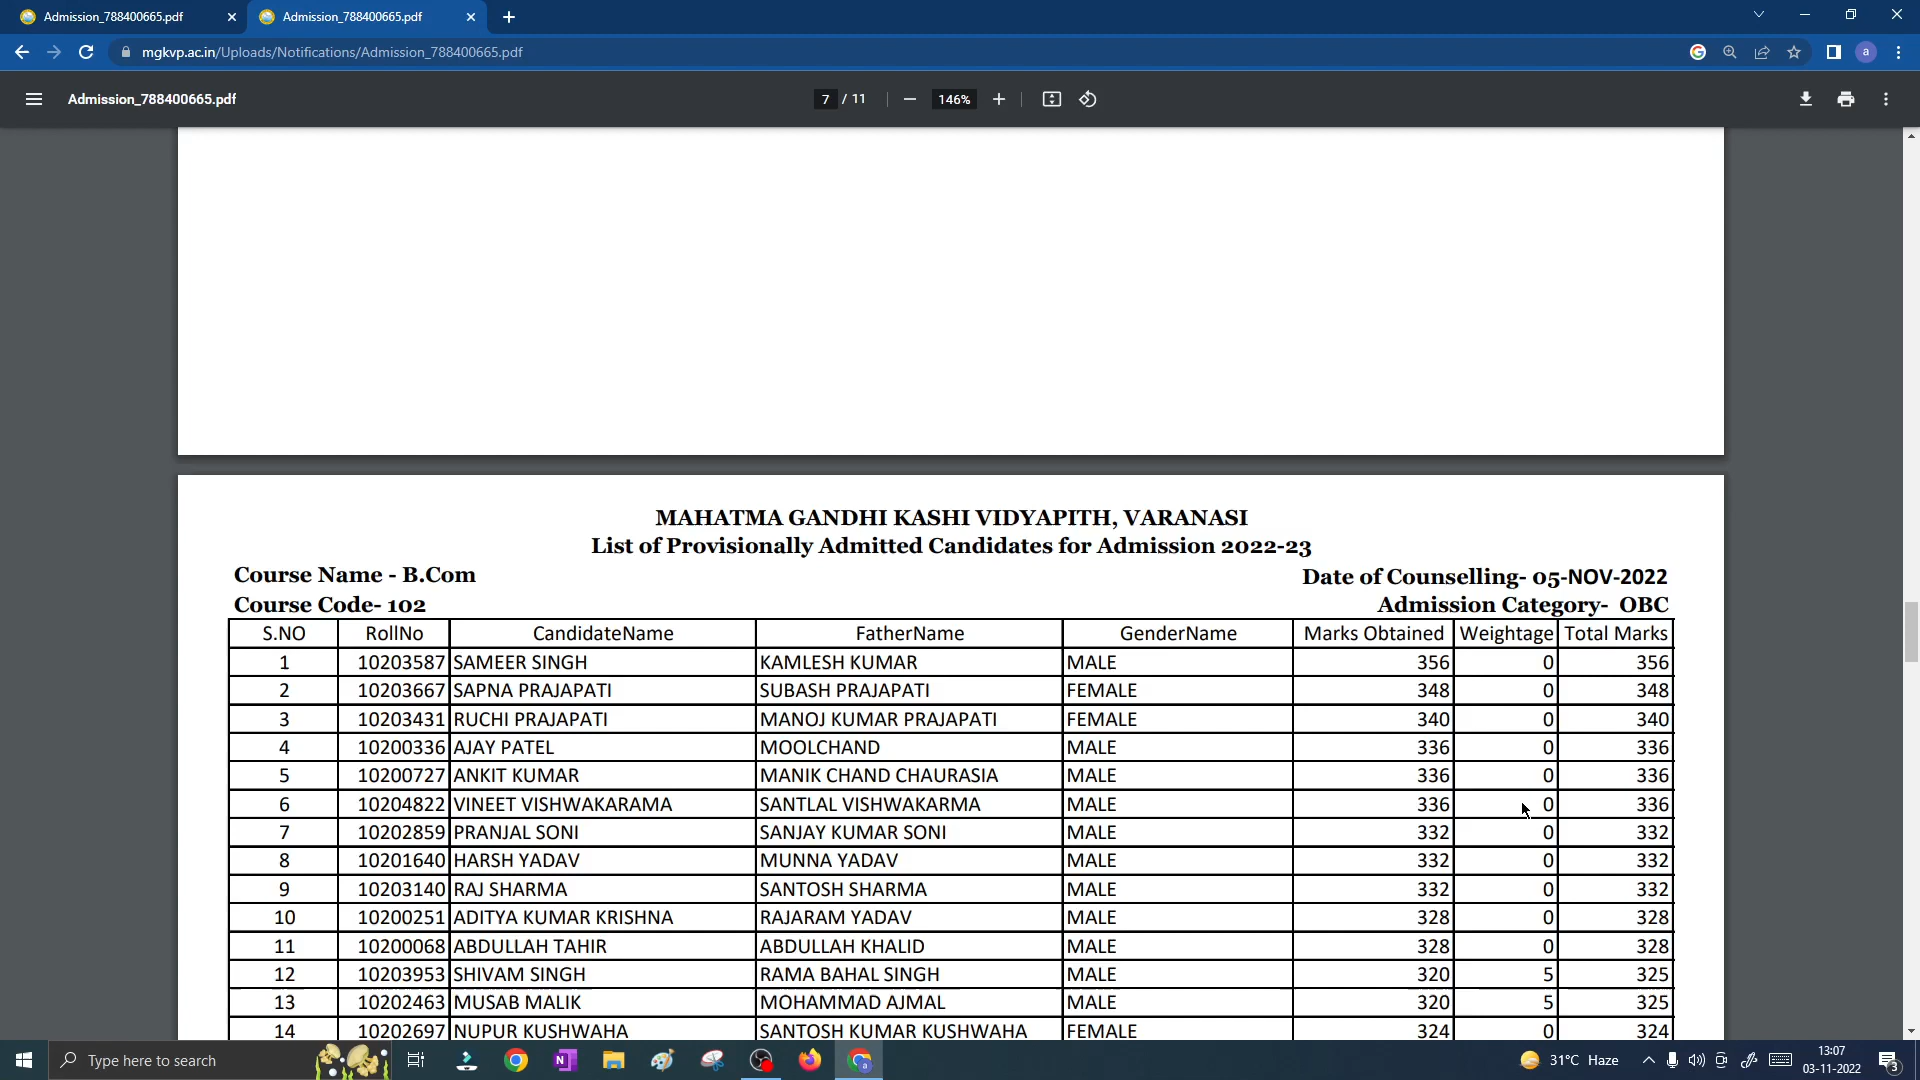 Admission_788400665.pdf
Admission_788400665.pdf
mgkvp.ac.in/Uploads/Notifications/Admission_788400665.pdf
a
Admission_788400665.pdf
7 / 11
146%
MAHATMA GANDHI KASHI VIDYAPITH, VARANASI
List of Provisionally Admitted Candidates for Admission 2022-23
Course Name - B.Com Date of Counselling- 05-NOV-2022
Course Code- 102 Admission Category- OBC
S.NO RollNo CandidateName FatherName GenderName Marks Obtained Weightage Total Marks
1 10203587 SAMEER SINGH KAMLESH KUMAR MALE 356 0 356
2 10203667 SAPNA PRAJAPATI SUBASH PRAJAPATI FEMALE 348 0 348
3 10203431 RUCHI PRAJAPATI MANOJ KUMAR PRAJAPATI FEMALE 340 0 340
4 10200336 AJAY PATEL MOOLCHAND MALE 336 0 336
5 10200727 ANKIT KUMAR MANIK CHAND CHAURASIA MALE 336 0 336
6 10204822 VINEET VISHWAKARAMA SANTLAL VISHWAKARMA MALE 336 0 336
7 10202859 PRANJAL SONI SANJAY KUMAR SONI MALE 332 0 332
8 10201640 HARSH YADAV MUNNA YADAV MALE 332 0 332
9 10203140 RAJ SHARMA SANTOSH SHARMA MALE 332 0 332
10 10200251 ADITYA KUMAR KRISHNA RAJARAM YADAV MALE 328 0 328
11 10200068 ABDULLAH TAHIR ABDULLAH KHALID MALE 328 0 328
12 10203953 SHIVAM SINGH RAMA BAHAL SINGH MALE 320 5 325
13 10202463 MUSAB MALIK MOHAMMAD AJMAL MALE 320 5 325
14 10202697 NUPUR KUSHWAHA SANTOSH KUMAR KUSHWAHA FEMALE 324 0 324
Type here to search
31°C Haze
13:07
03-11-2022
3